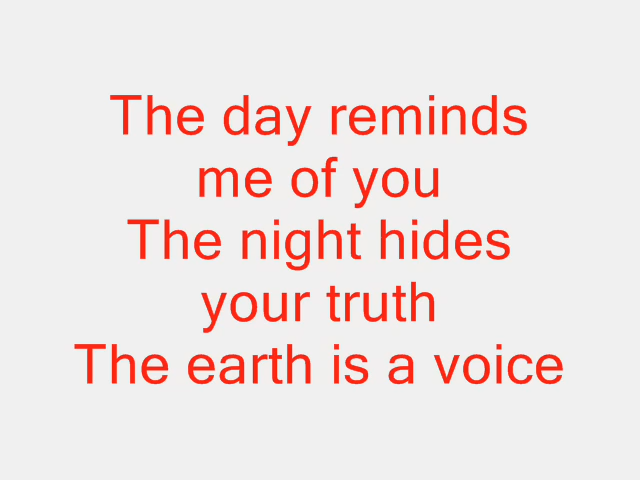 The day reminds
me of you
The night hides
your truth
The earth is a voice